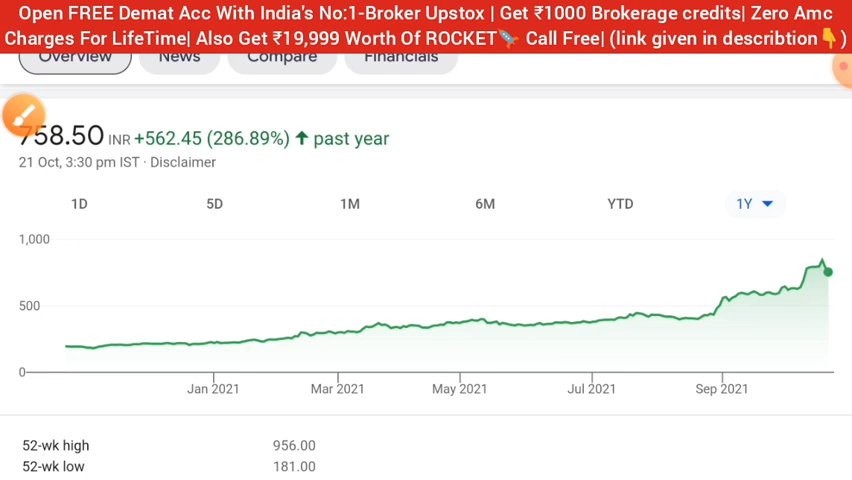 Open FREE Demat Acc With India's No:1-Broker Upstox | Get ₹1000 Brokerage credits| Zero Amc
Charges For LifeTime| Also Get ₹19,999 Worth Of ROCKET🚀 Call Free| (link given in describtion👇)
Overview News Compare Financials
758.50 INR +562.45 (286.89%) ↑ past year
21 Oct, 3:30 pm IST · Disclaimer
1D 5D 1M 6M YTD 1Y
1,000
500
0
Jan 2021 Mar 2021 May 2021 Jul 2021 Sep 2021
52-wk high 956.00
52-wk low 181.00